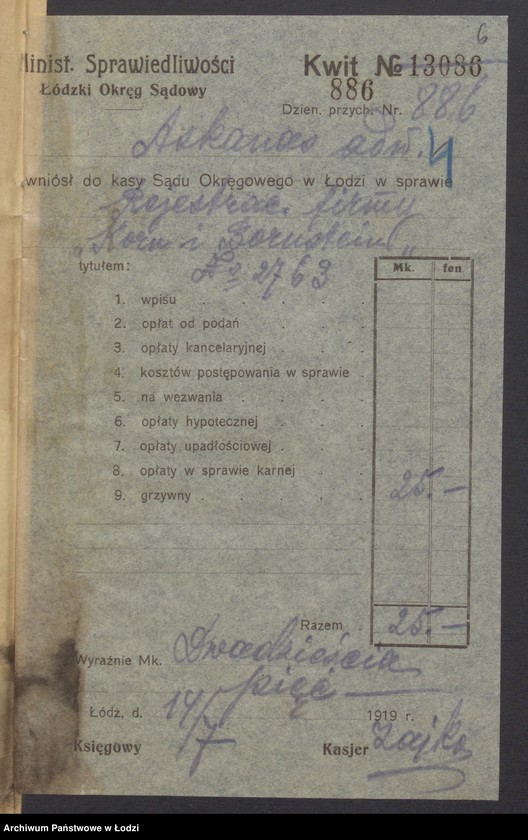 6
Minist. Sprawiedliwości
Łódzki Okręg Sądowy
Kwit № 13086
886
Dzien. przych. Nr. 886
Askanas adw. 4
wniósł do kasy Sądu Okręgowego w Łodzi w sprawie
Rejestrac. firmy
„Korn i Bornstein”
tytułem: № 2763
Mk. fen
1. wpisu
2. opłat od podań
3. opłaty kancelaryjnej
4. kosztów postępowania w sprawie
5. na wezwania
6. opłaty hypotecznej
7. opłaty upadłościowej
8. opłaty w sprawie karnej
9. grzywny 25.—
Razem 25.—
Wyraźnie Mk. Dwadzieścia
pięć —
Łódź, d. 14/7 1919 r.
Księgowy Kasjer Zajko
Archiwum Państwowe w Łodzi